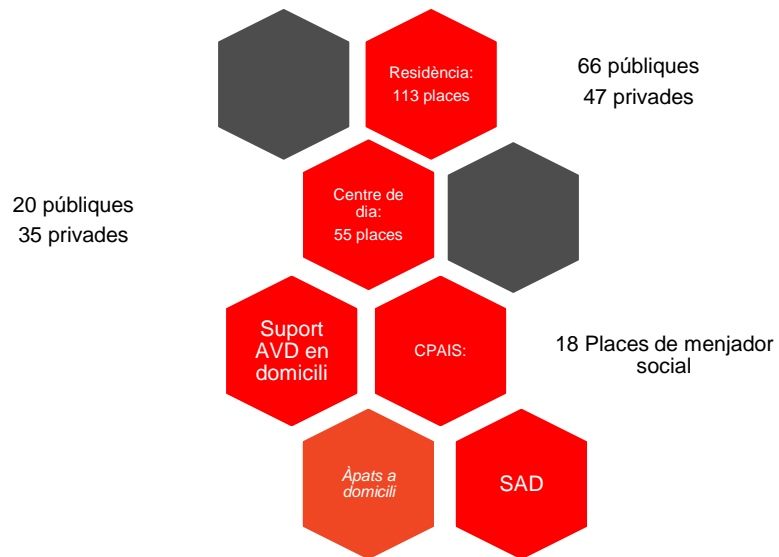 Residència:
113 places
66 públiques
47 privades
20 públiques
35 privades
Centre de
dia:
55 places
Suport
AVD en
domicili
CPAIS:
18 Places de menjador
social
Àpats a
domicili
SAD